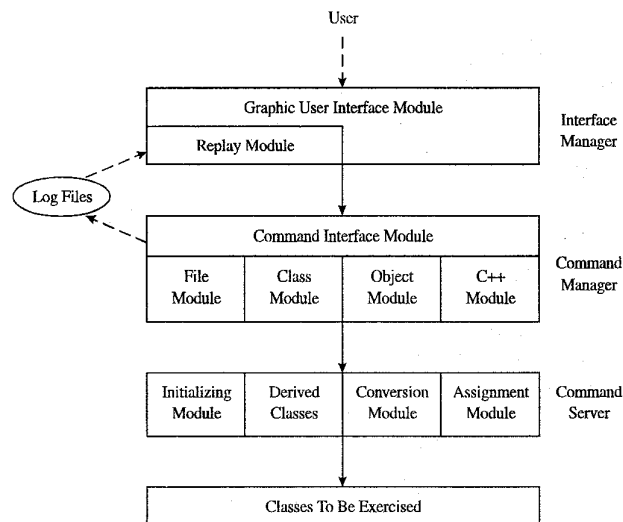 User
Graphic User Interface Module
Replay Module
Interface
Manager
Log Files
Command Interface Module
File
Module
Class
Module
Object
Module
C++
Module
Command
Manager
Initializing
Module
Derived
Classes
Conversion
Module
Assignment
Module
Command
Server
Classes To Be Exercised